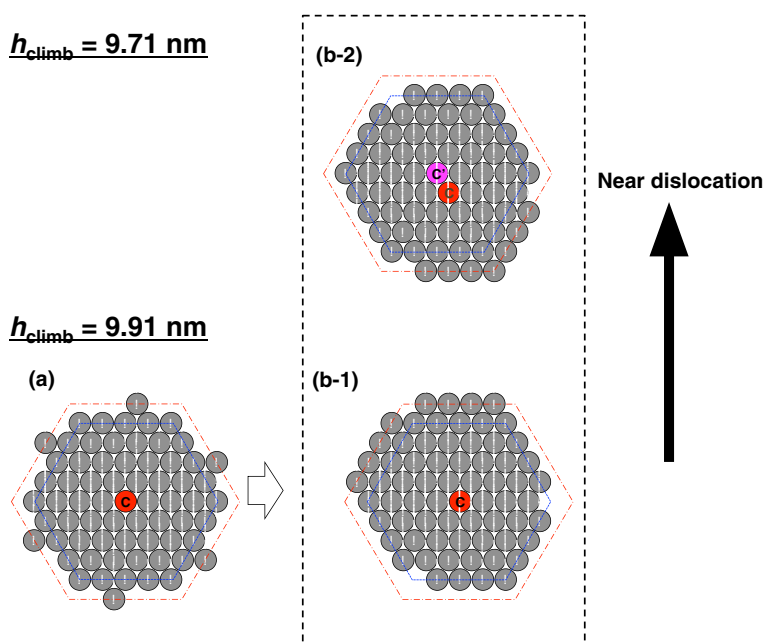 h_climb = 9.71 nm
(b-2)
C'
C
Near dislocation
h_climb = 9.91 nm
(a)
(b-1)
C
C